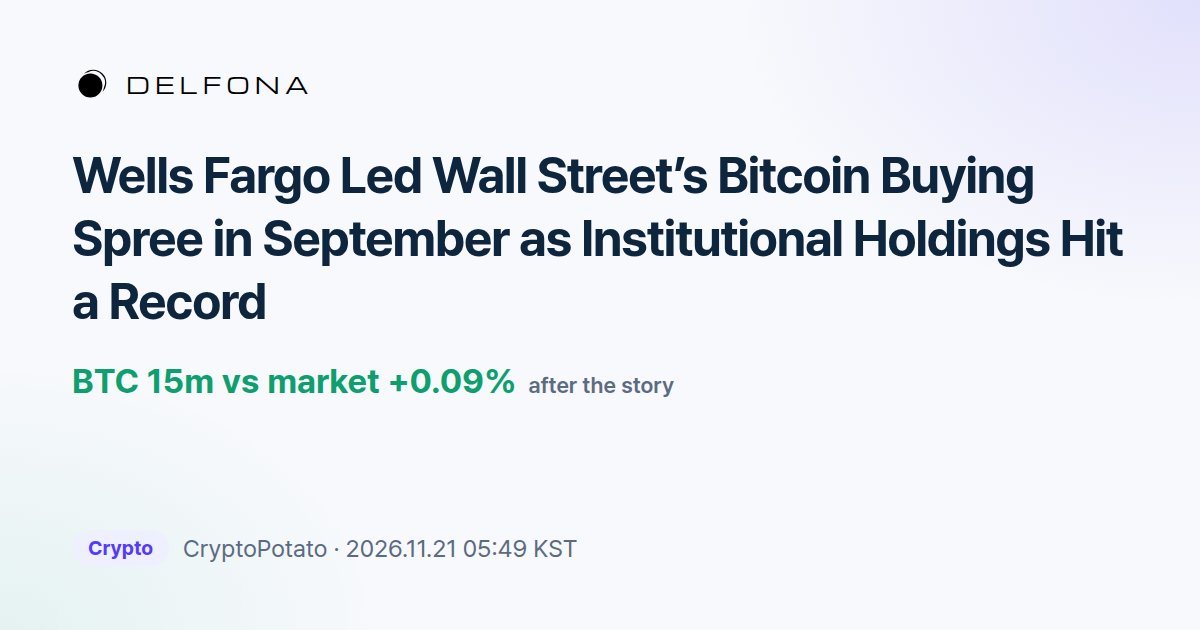 DELFONA
Wells Fargo Led Wall Street’s Bitcoin Buying
Spree in September as Institutional Holdings Hit
a Record
BTC 15m vs market +0.09% after the story
Crypto CryptoPotato · 2026.11.21 05:49 KST